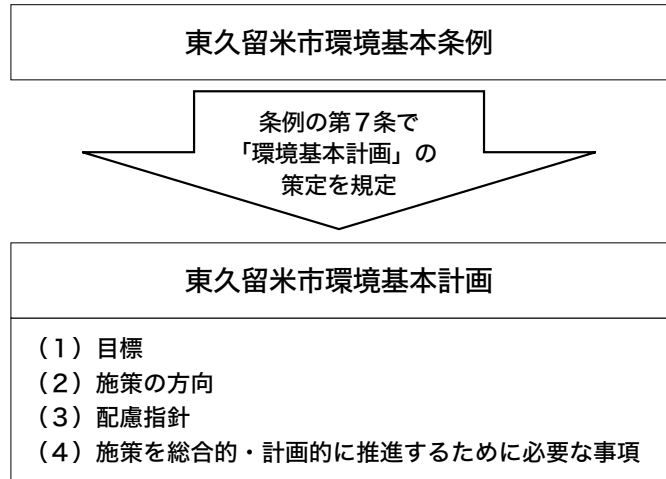 東久留米市環境基本条例
条例の第７条で
「環境基本計画」の
策定を規定
東久留米市環境基本計画
（１）目標
（２）施策の方向
（３）配慮指針
（４）施策を総合的・計画的に推進するために必要な事項